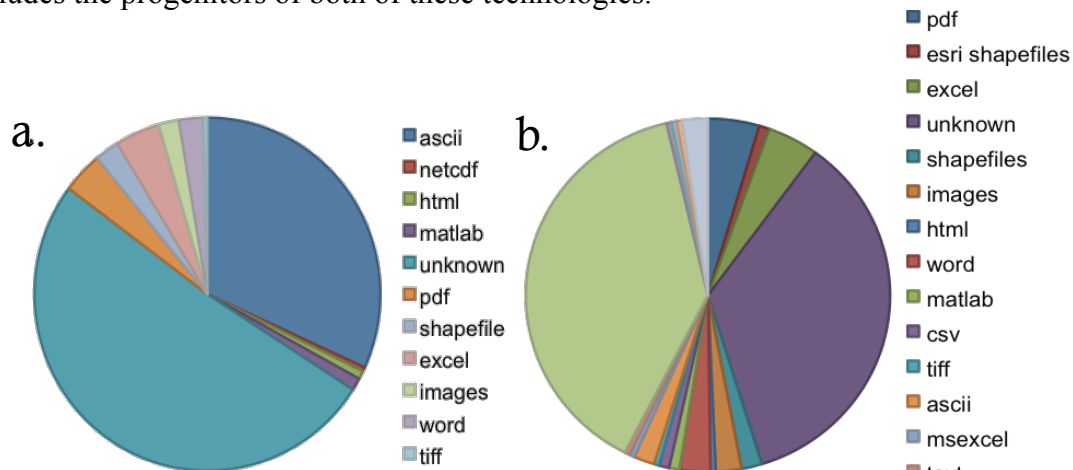 the progenitors of both of these technologies.
a.
ascii
netcdf
html
matlab
unknown
pdf
shapefile
excel
images
word
tiff
b.
pdf
esri shapefiles
excel
unknown
shapefiles
images
html
word
matlab
csv
tiff
ascii
msexcel